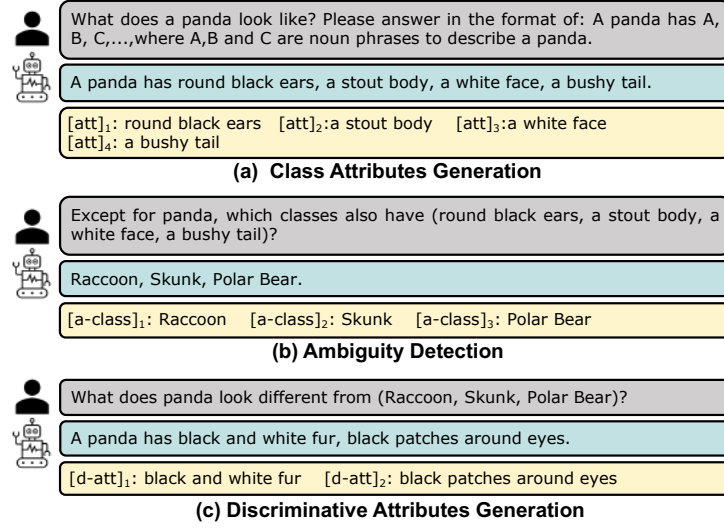 What does a panda look like? Please answer in the format of: A panda has A,
B, C,...,where A,B and C are noun phrases to describe a panda.
A panda has round black ears, a stout body, a white face, a bushy tail.
[att]₁: round black ears [att]₂:a stout body [att]₃:a white face
[att]₄: a bushy tail
(a) Class Attributes Generation
Except for panda, which classes also have (round black ears, a stout body, a
white face, a bushy tail)?
Raccoon, Skunk, Polar Bear.
[a-class]₁: Raccoon [a-class]₂: Skunk [a-class]₃: Polar Bear
(b) Ambiguity Detection
What does panda look different from (Raccoon, Skunk, Polar Bear)?
A panda has black and white fur, black patches around eyes.
[d-att]₁: black and white fur [d-att]₂: black patches around eyes
(c) Discriminative Attributes Generation